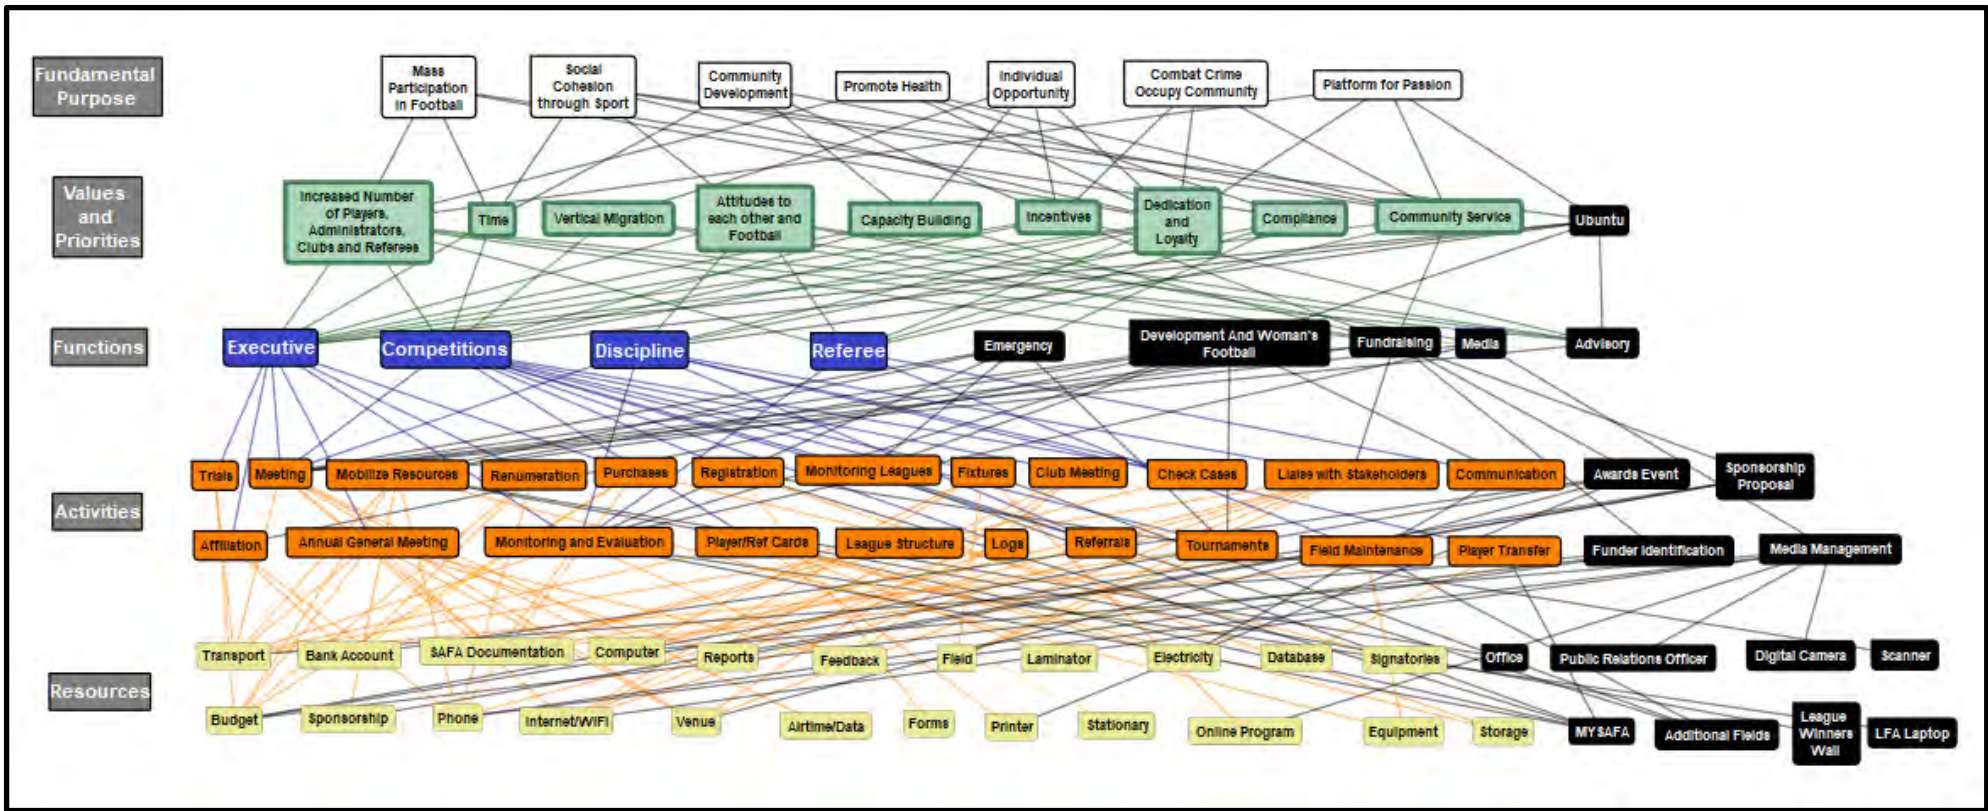 Fundamental
Purpose
Mass
Participation
in Football
Social
Cohesion
through Sport
Community
Development
Promote Health
Individual
Opportunity
Combat Crime
Occupy Community
Platform for Passion
Values
and
Priorities
Increased Number
of Players,
Administrators,
Clubs and Referees
Time
Vertical Migration
Attitudes to
each other and
Football
Capacity Building
Incentives
Dedication
and
Loyalty
Compliance
Community Service
Ubuntu
Functions
Executive
Competitions
Discipline
Referee
Emergency
Development And Woman's
Football
Fundraising
Media
Advisory
Activities
Trials
Meeting
Mobilize Resources
Renumeration
Purchases
Registration
Monitoring Leagues
Fixtures
Club Meeting
Check Cases
Liaise with Stakeholders
Communication
Awards Event
Sponsorship
Proposal
Affiliation
Annual General Meeting
Monitoring and Evaluation
Player/Ref Cards
League Structure
Logs
Referrals
Tournaments
Field Maintenance
Player Transfer
Funder Identification
Media Management
Resources
Transport
Bank Account
SAFA Documentation
Computer
Reports
Feedback
Field
Laminator
Electricity
Database
Signatories
Office
Public Relations Officer
Digital Camera
Scanner
Budget
Sponsorship
Phone
Internet/WIFI
Venue
Airtime/Data
Forms
Printer
Stationary
Online Program
Equipment
Storage
MYSAFA
Additional Fields
League
Winners
Wall
LFA Laptop